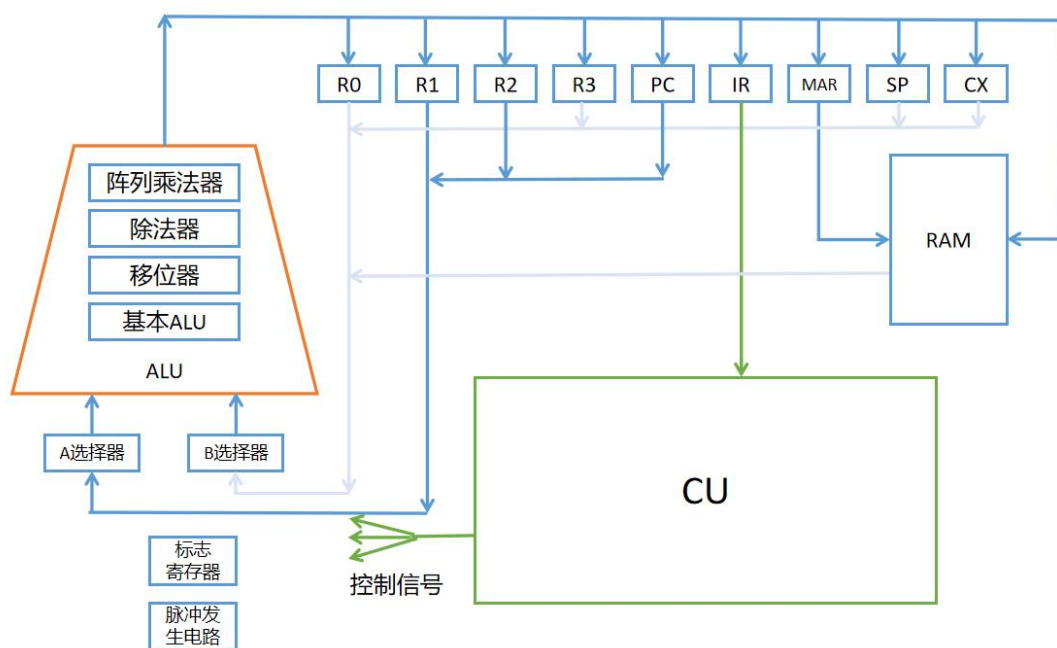 R0
R1
R2
R3
PC
IR
MAR
SP
CX
阵列乘法器
除法器
移位器
基本ALU
ALU
RAM
A选择器
B选择器
CU
标志
寄存器
控制信号
脉冲发
生电路